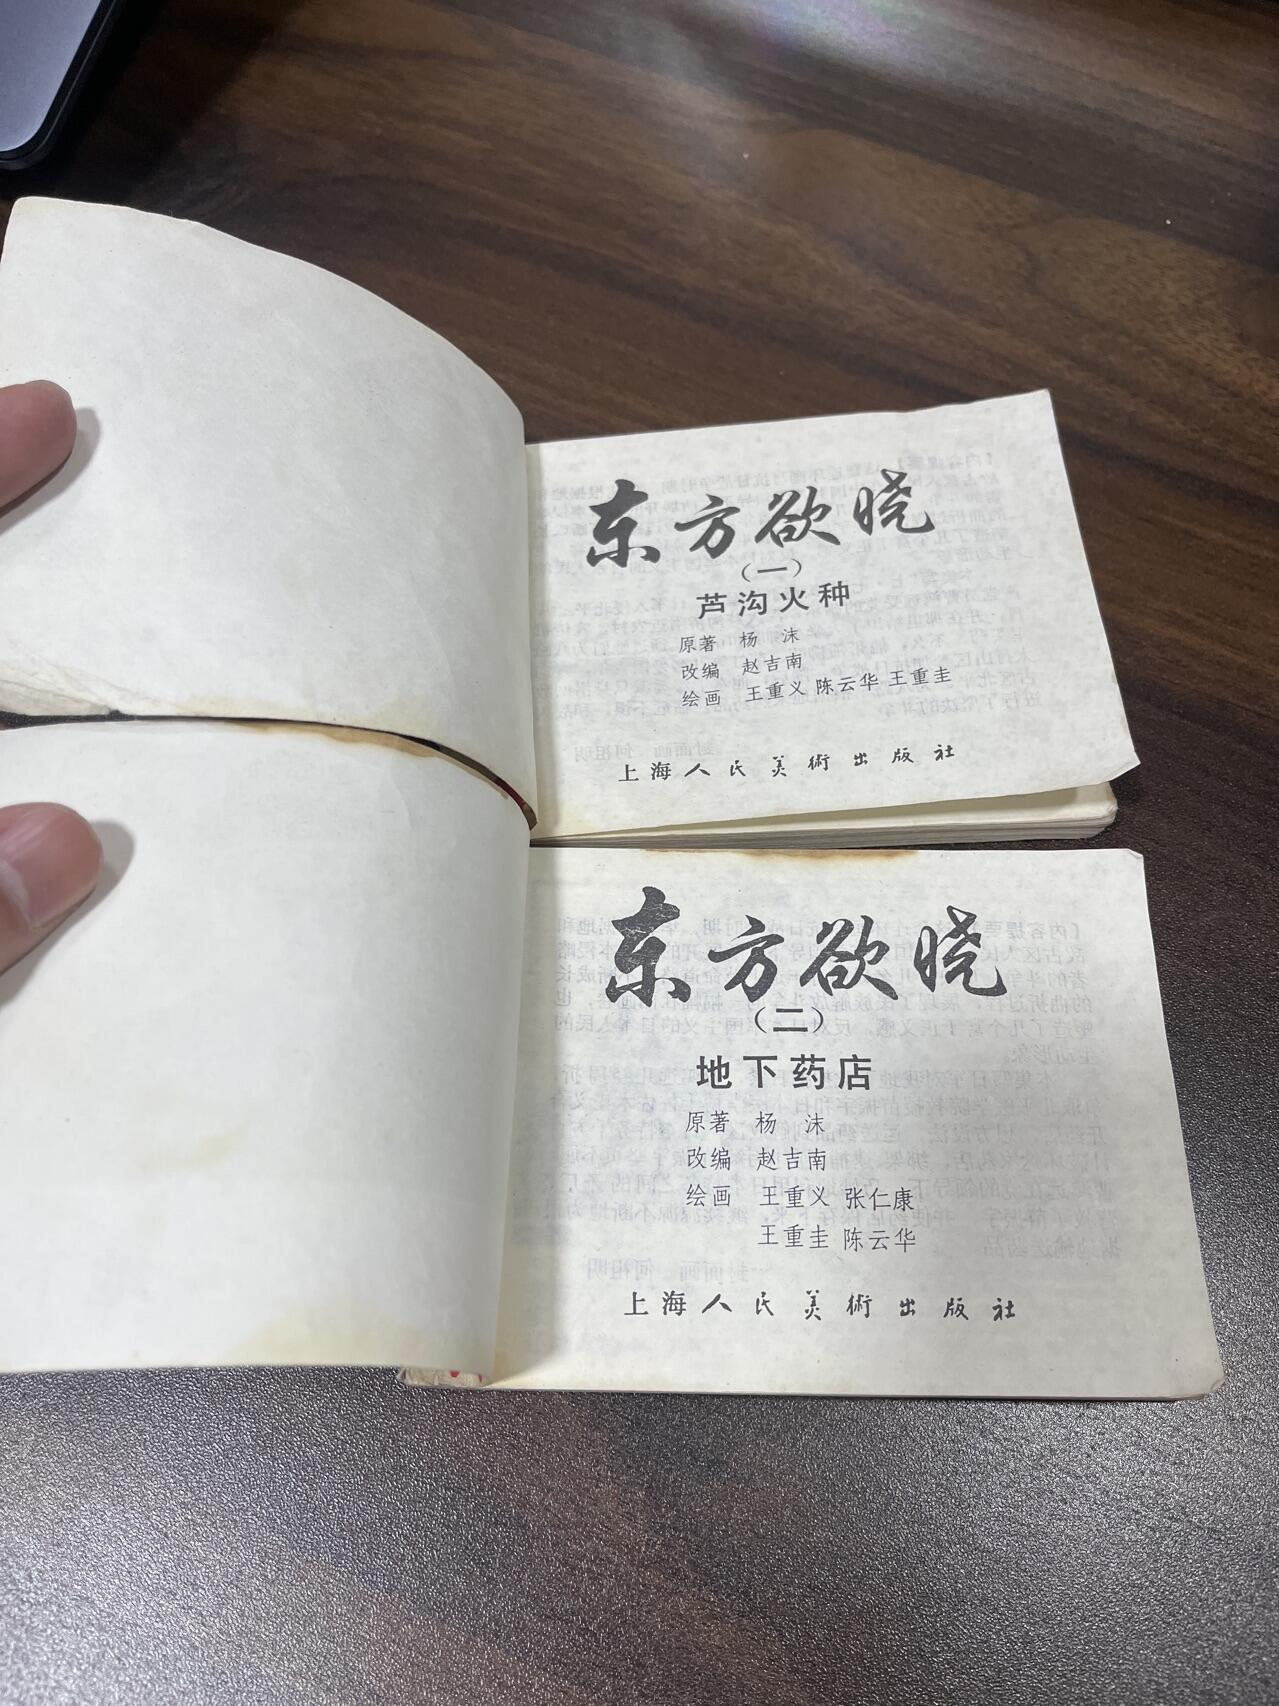 东方欲晓
（一）
芦沟火种
原著 杨 沫
改编 赵吉南
绘画 王重义 陈云华 王重圭
上海人民美術出版社
东方欲晓
（二）
地下药店
原著 杨 沫
改编 赵吉南
绘画 王重义 张仁康
王重圭 陈云华
上海人民美術出版社